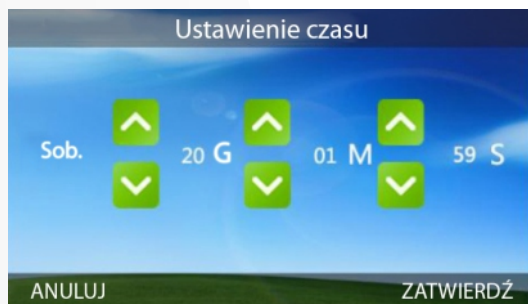 Ustawienie czasu
Sob. 20 G 01 M 59 S
ANULUJ ZATWIERDŹ